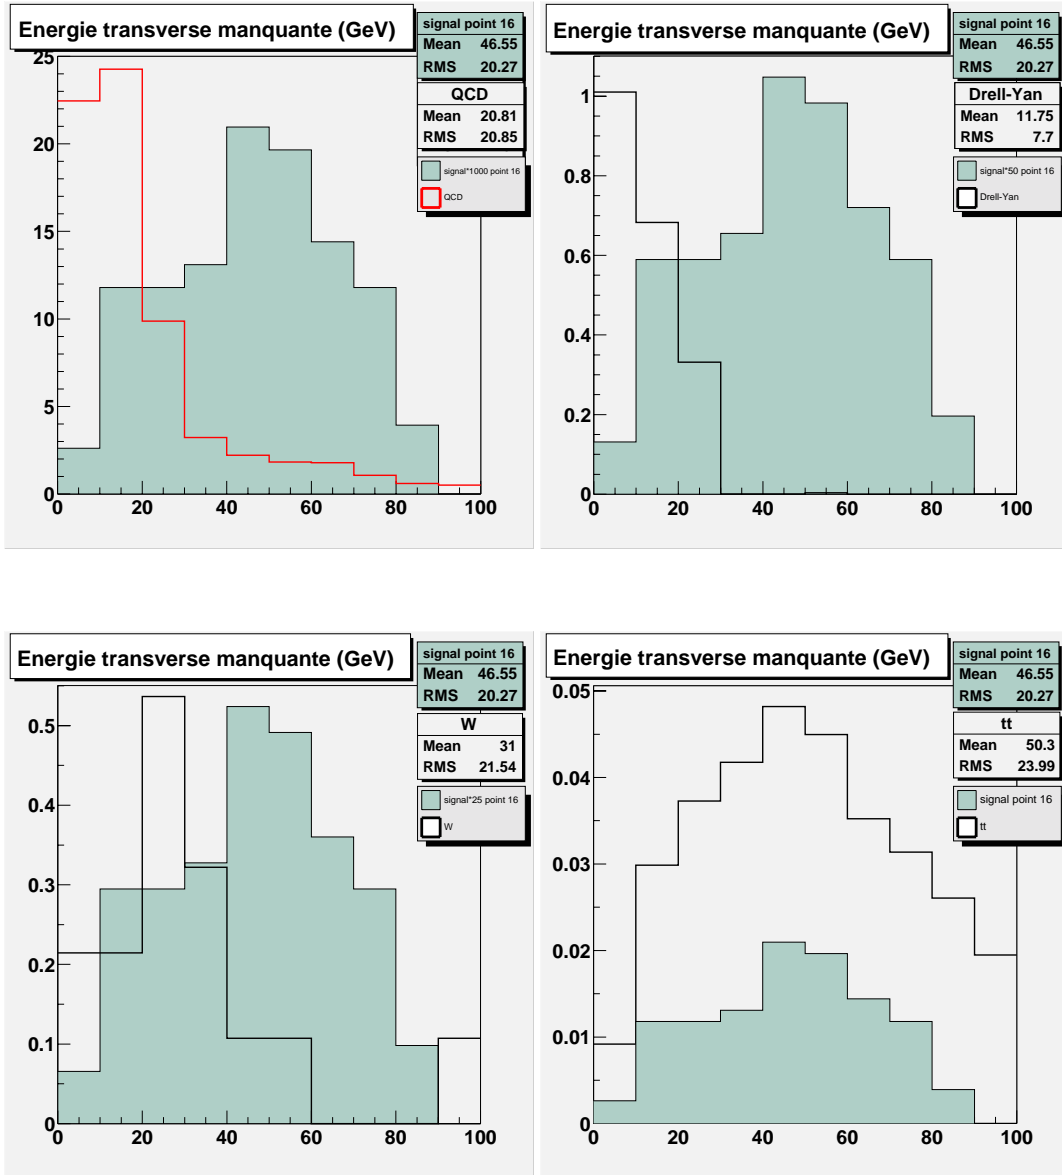 Energie transverse manquante (GeV)
signal point 16
Mean 46.55
RMS 20.27
QCD
Mean 20.81
RMS 20.85
signal*1000 point 16
QCD
25
20
15
10
5
0
0 20 40 60 80 100
Energie transverse manquante (GeV)
signal point 16
Mean 46.55
RMS 20.27
Drell-Yan
Mean 11.75
RMS 7.7
signal*50 point 16
Drell-Yan
1
0.8
0.6
0.4
0.2
0
0 20 40 60 80 100
Energie transverse manquante (GeV)
signal point 16
Mean 46.55
RMS 20.27
W
Mean 31
RMS 21.54
signal*25 point 16
W
0.5
0.4
0.3
0.2
0.1
0
0 20 40 60 80 100
Energie transverse manquante (GeV)
signal point 16
Mean 46.55
RMS 20.27
tt
Mean 50.3
RMS 23.99
signal point 16
tt
0.05
0.04
0.03
0.02
0.01
0
0 20 40 60 80 100